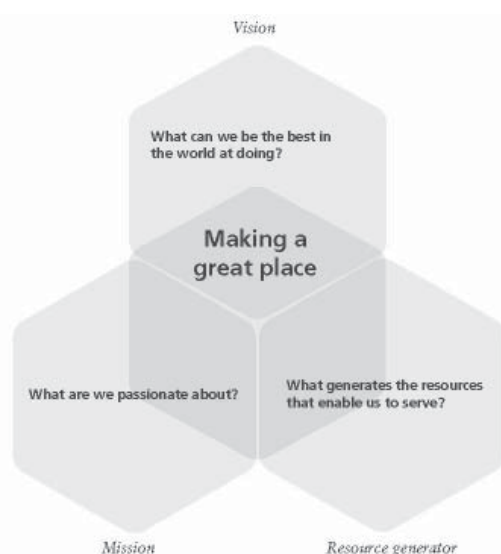 Vision
What can we be the best in
the world at doing?
Making a
great place
What are we passionate about?
What generates the resources
that enable us to serve?
Mission
Resource generator